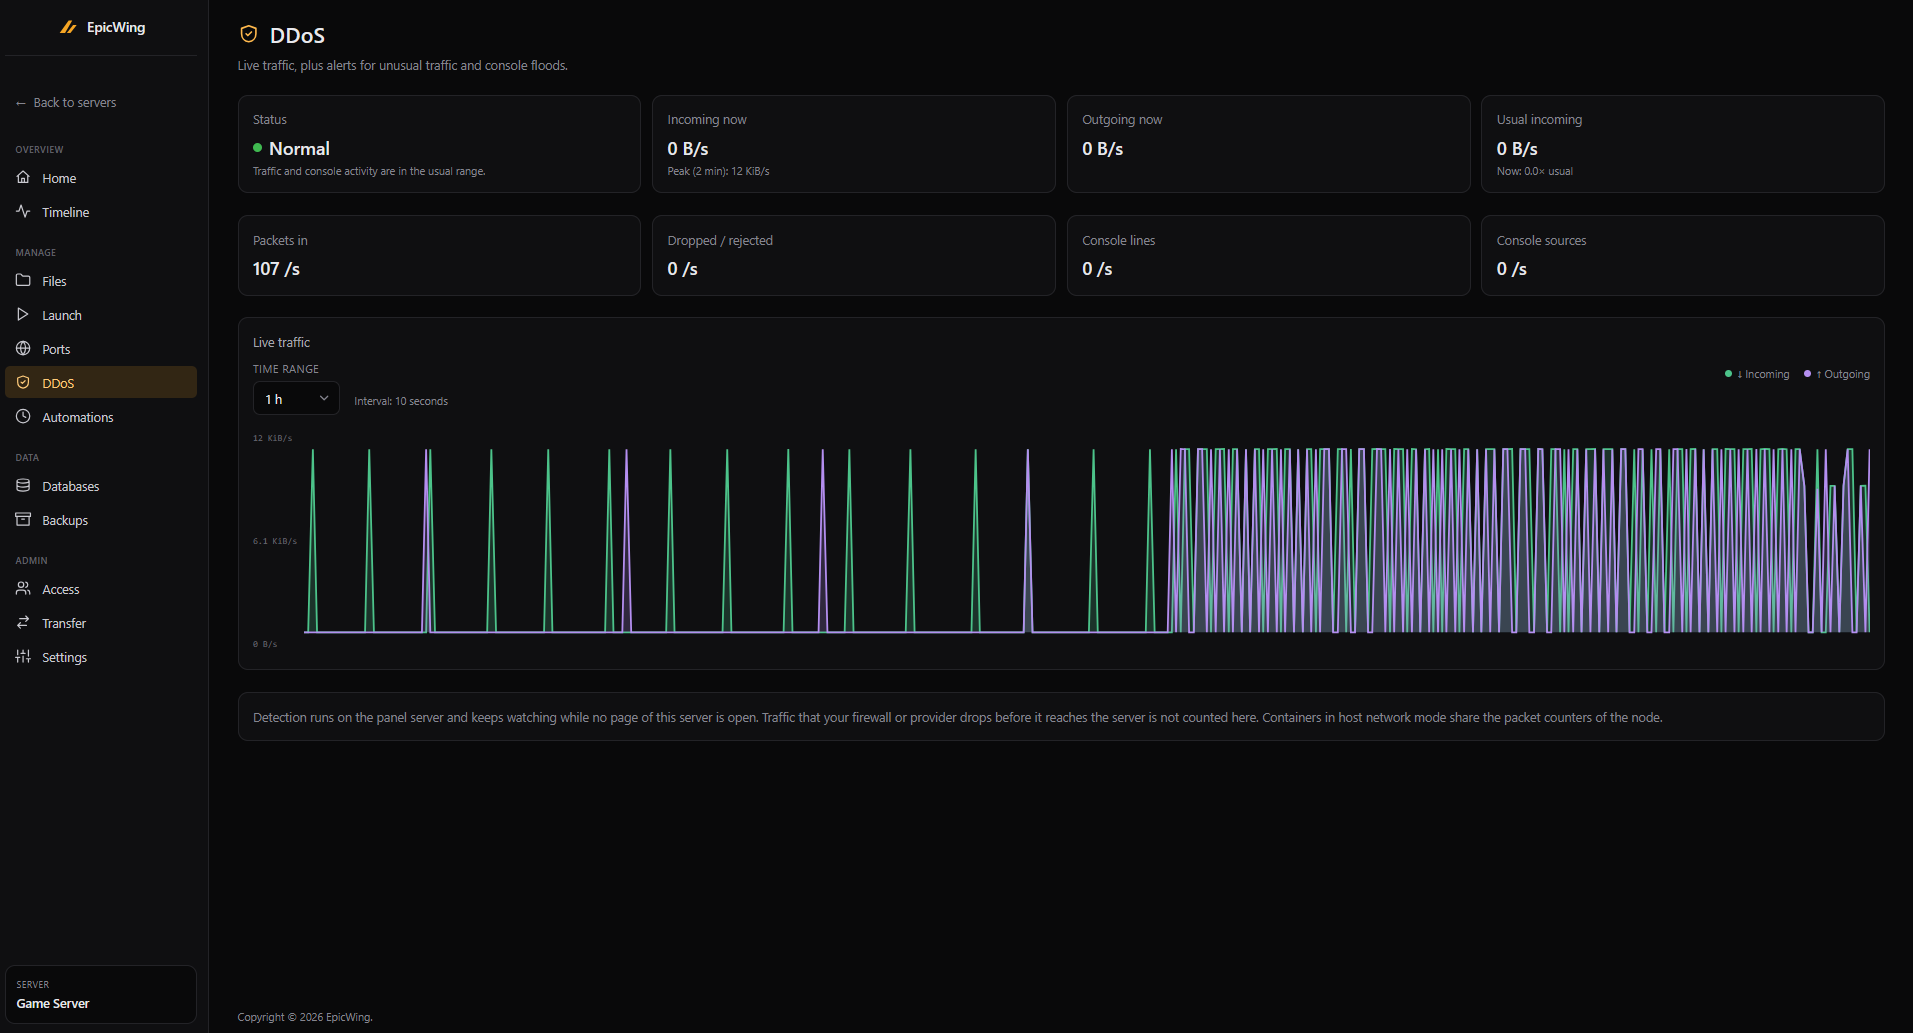 EpicWing
← Back to servers
OVERVIEW
Home
Timeline
MANAGE
Files
Launch
Ports
DDoS
Automations
DATA
Databases
Backups
ADMIN
Access
Transfer
Settings
SERVER
Game Server
DDoS
Live traffic, plus alerts for unusual traffic and console floods.
Status
Normal
Traffic and console activity are in the usual range.
Incoming now
0 B/s
Peak (2 min): 12 KiB/s
Outgoing now
0 B/s
Usual incoming
0 B/s
Now: 0.0× usual
Packets in
107 /s
Dropped / rejected
0 /s
Console lines
0 /s
Console sources
0 /s
Live traffic
TIME RANGE
1 h
Interval: 10 seconds
↓ Incoming
↑ Outgoing
12 KiB/s
6.1 KiB/s
0 B/s
Detection runs on the panel server and keeps watching while no page of this server is open. Traffic that your firewall or provider drops before it reaches the server is not counted here. Containers in host network mode share the packet counters of the node.
Copyright © 2026 EpicWing.